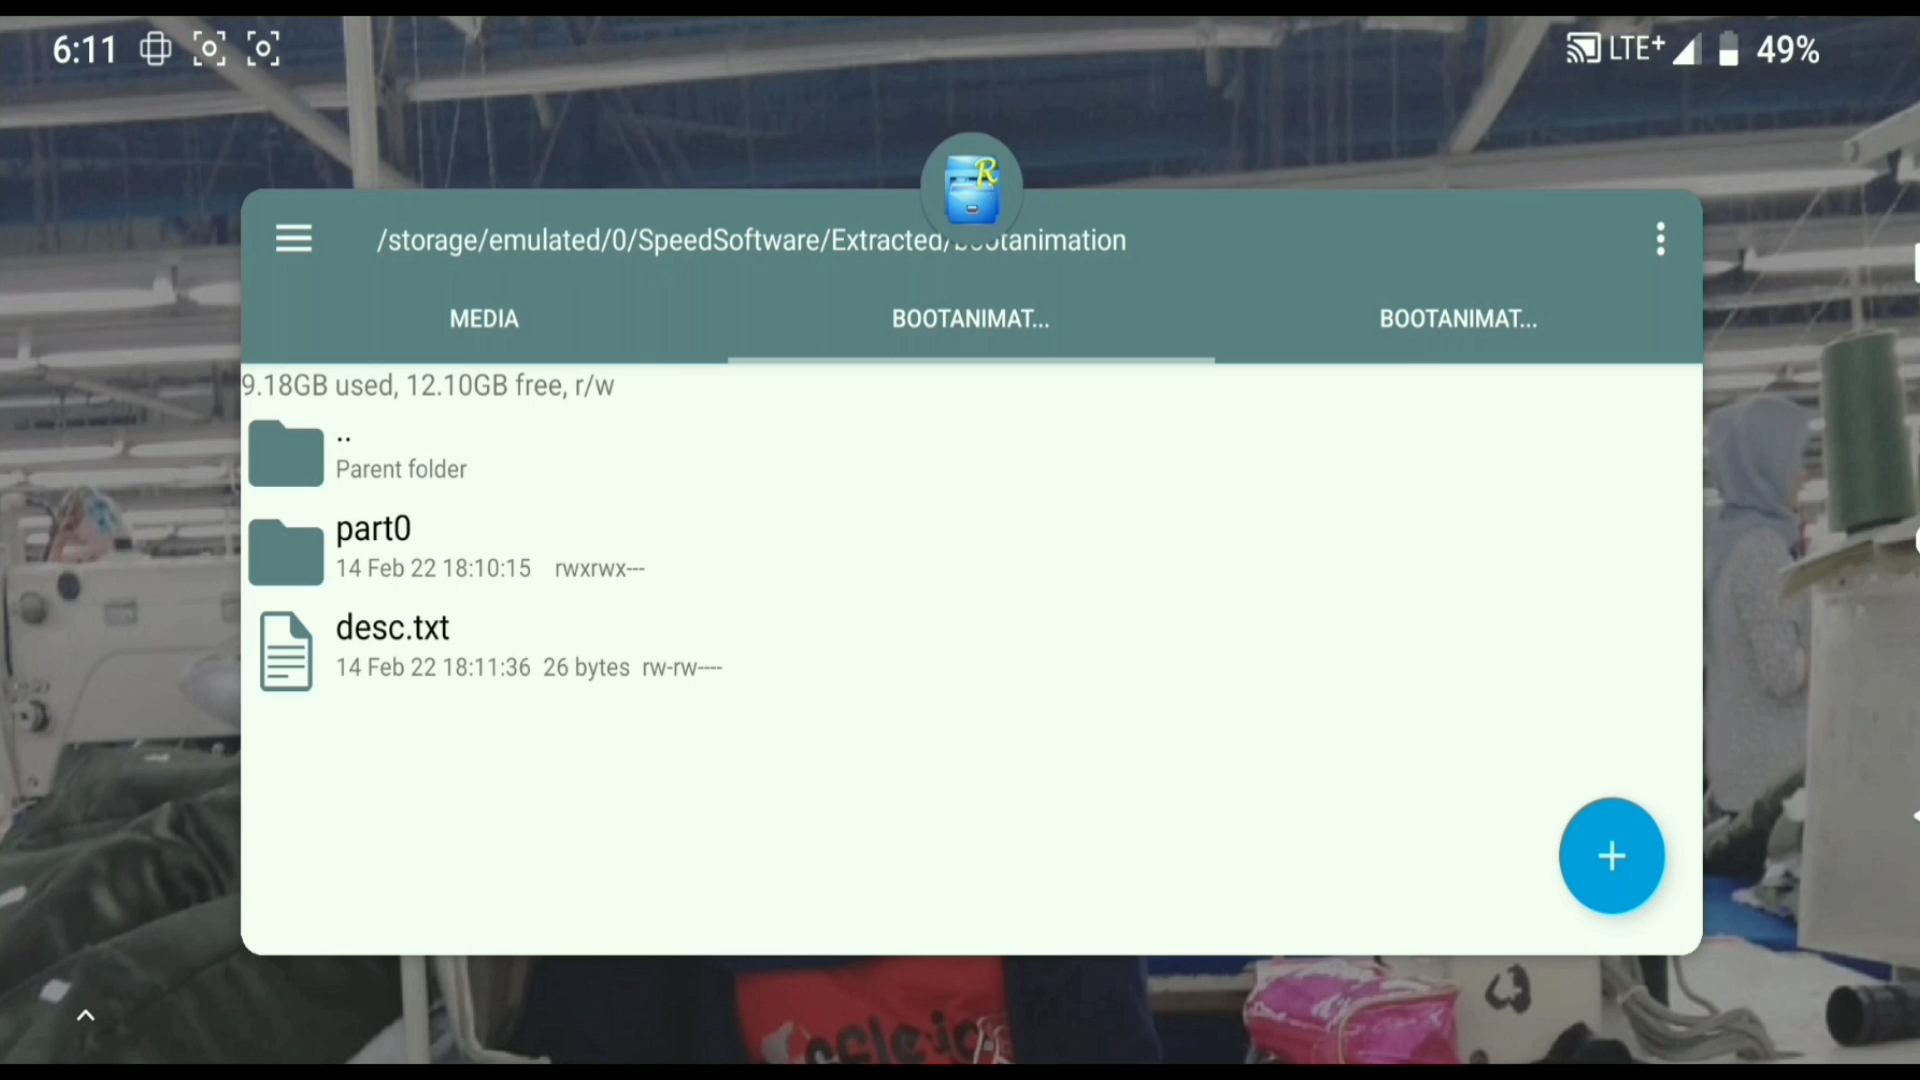 6:11
LTE+ 49%
R
/storage/emulated/0/SpeedSoftware/Extracted/bootanimation
MEDIA
BOOTANIMAT...
BOOTANIMAT...
9.18GB used, 12.10GB free, r/w
..
Parent folder
part0
14 Feb 22 18:10:15 rwxrwx---
desc.txt
14 Feb 22 18:11:36 26 bytes rw-rw----